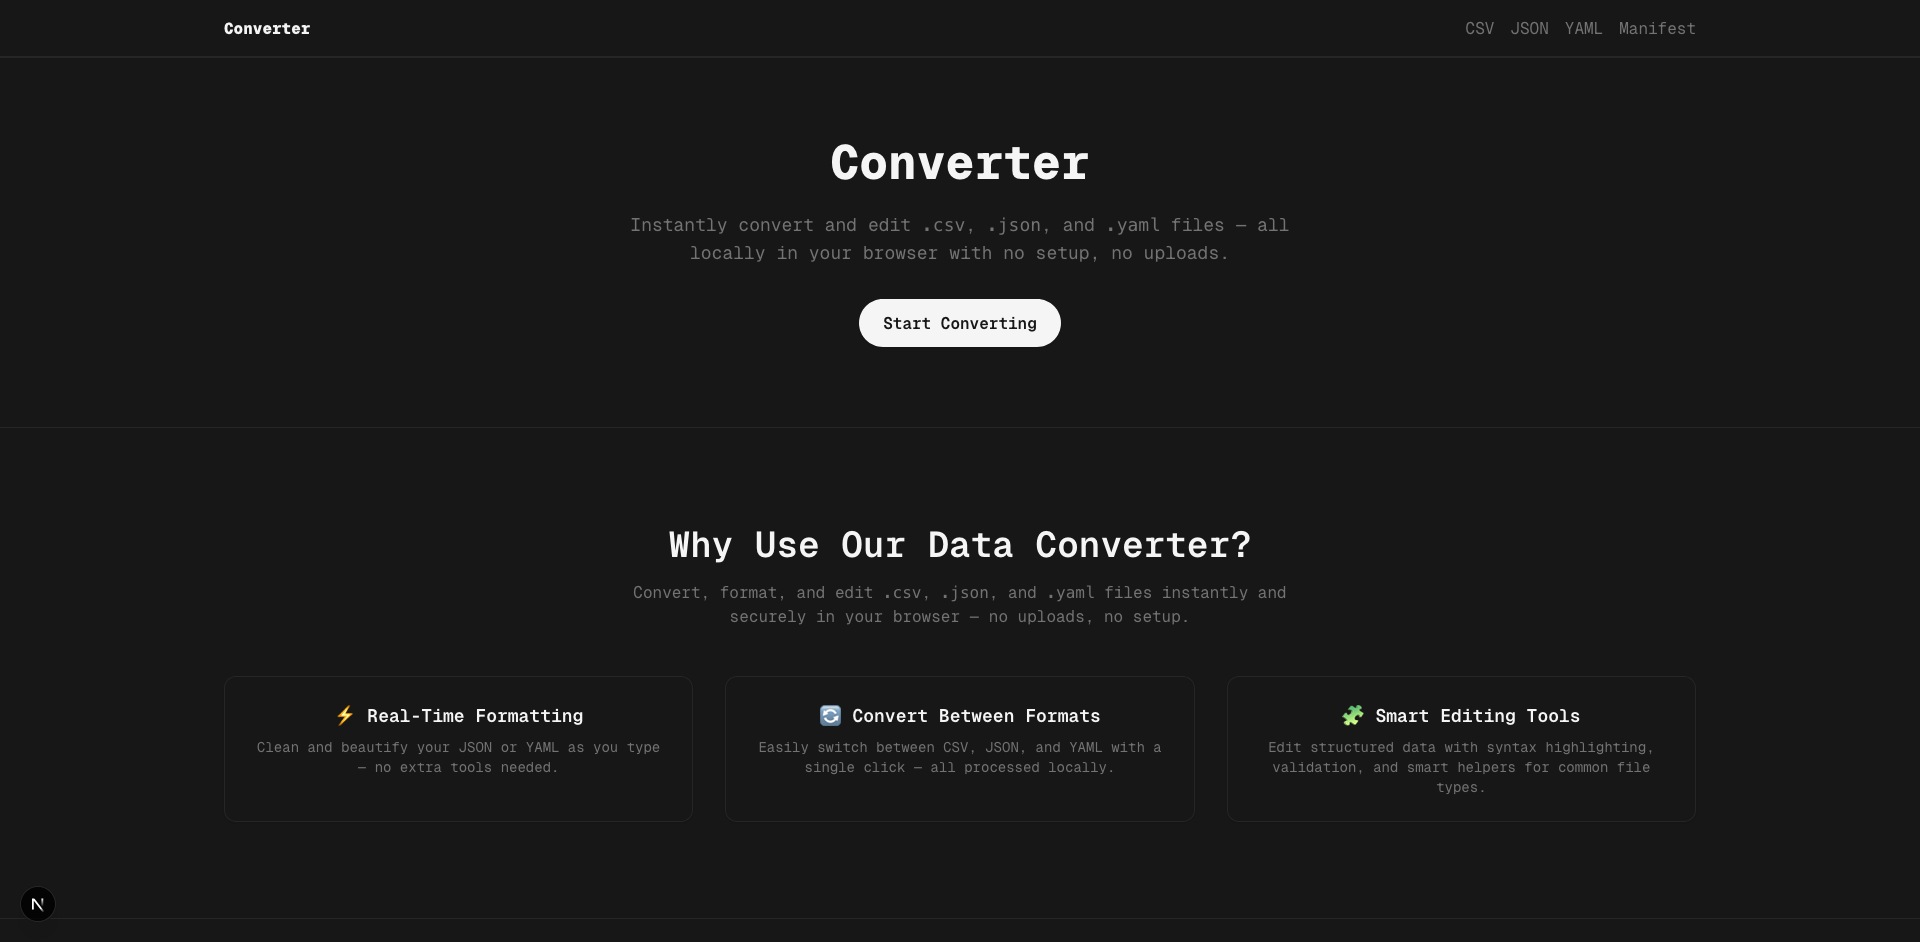 Converter
CSV JSON YAML Manifest
Converter
Instantly convert and edit .csv, .json, and .yaml files — all
locally in your browser with no setup, no uploads.
Start Converting
Why Use Our Data Converter?
Convert, format, and edit .csv, .json, and .yaml files instantly and
securely in your browser — no uploads, no setup.
⚡ Real-Time Formatting
Clean and beautify your JSON or YAML as you type
— no extra tools needed.
🔄 Convert Between Formats
Easily switch between CSV, JSON, and YAML with a
single click — all processed locally.
🧩 Smart Editing Tools
Edit structured data with syntax highlighting,
validation, and smart helpers for common file
types.
N